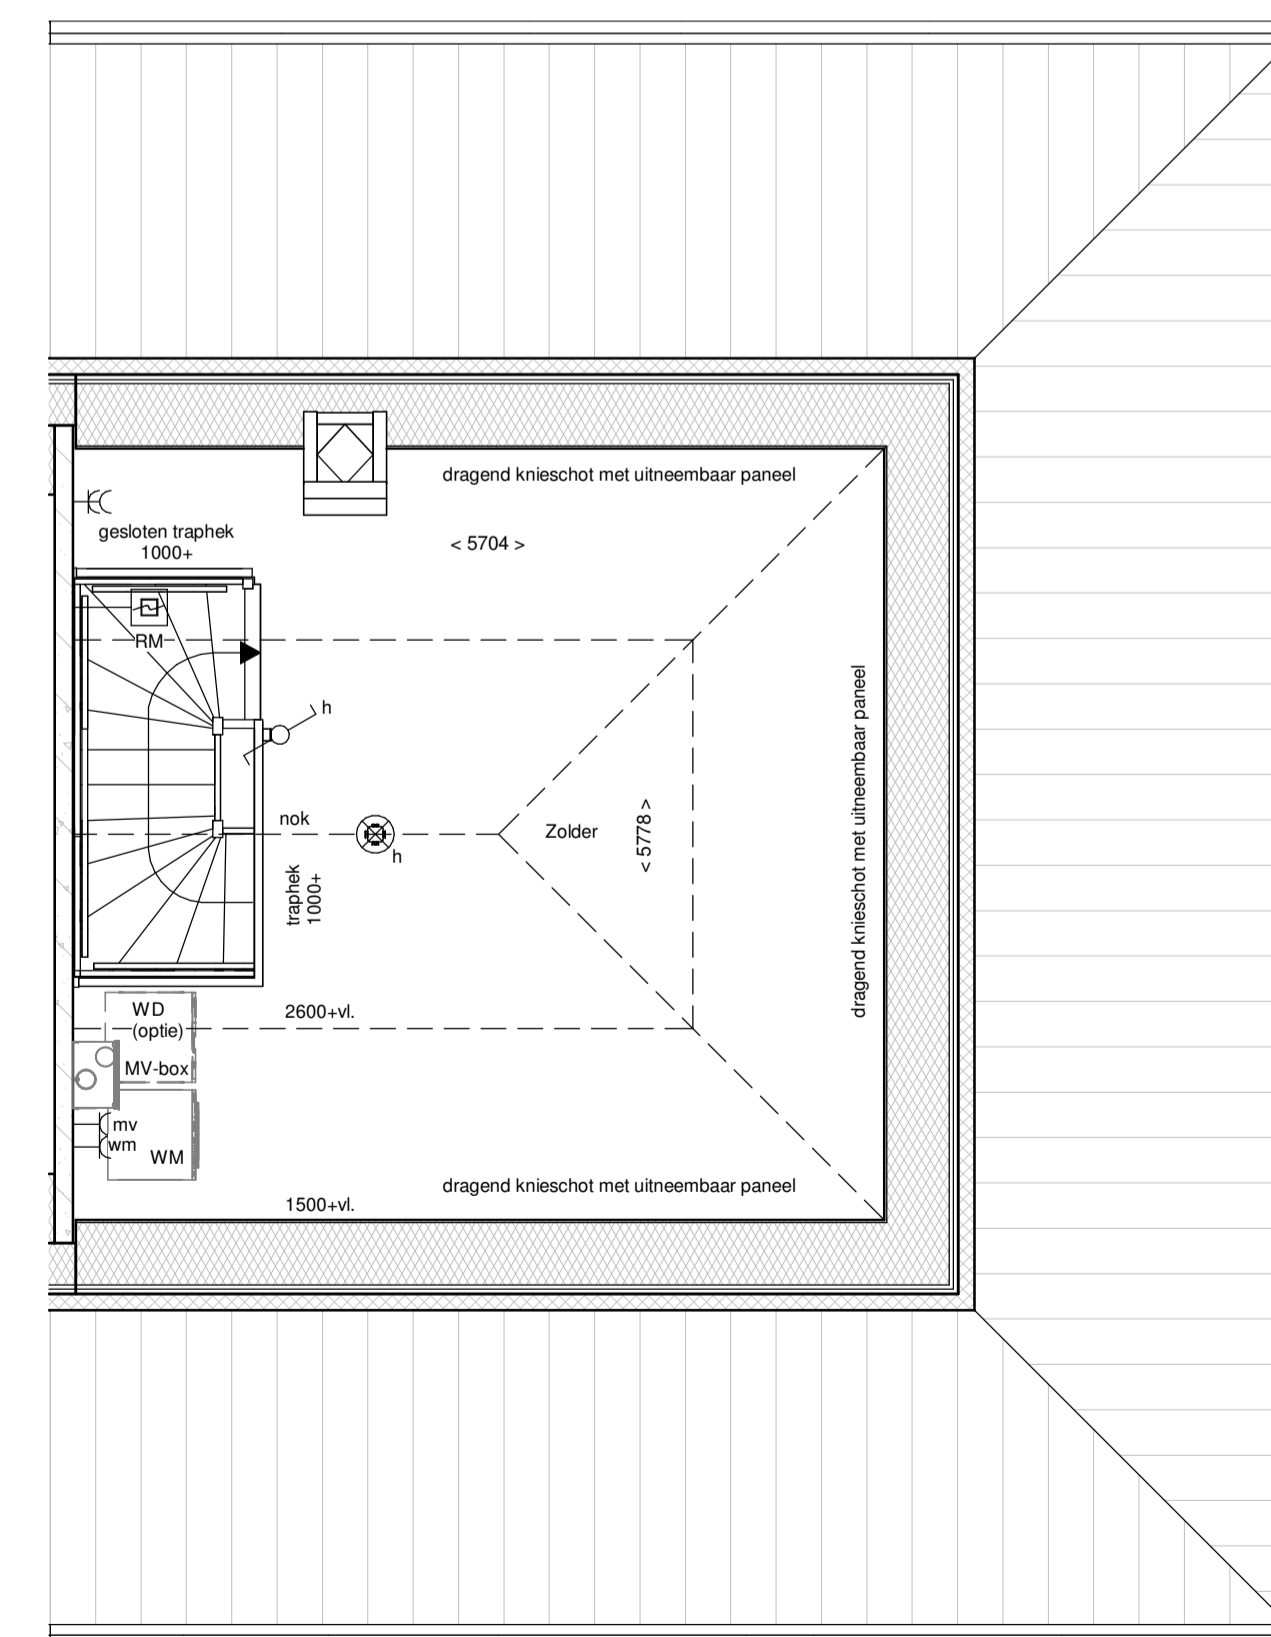 dragend knieschot met uitneembaar paneel
gesloten traphek
1000+
< 5704 >
RM
h
nok
h
Zolder
< 5778 >
dragend knieschot met uitneembaar paneel
traphek
1000+
2600+vl.
WD
(optie)
MV-box
mv
wm
WM
dragend knieschot met uitneembaar paneel
1500+vl.